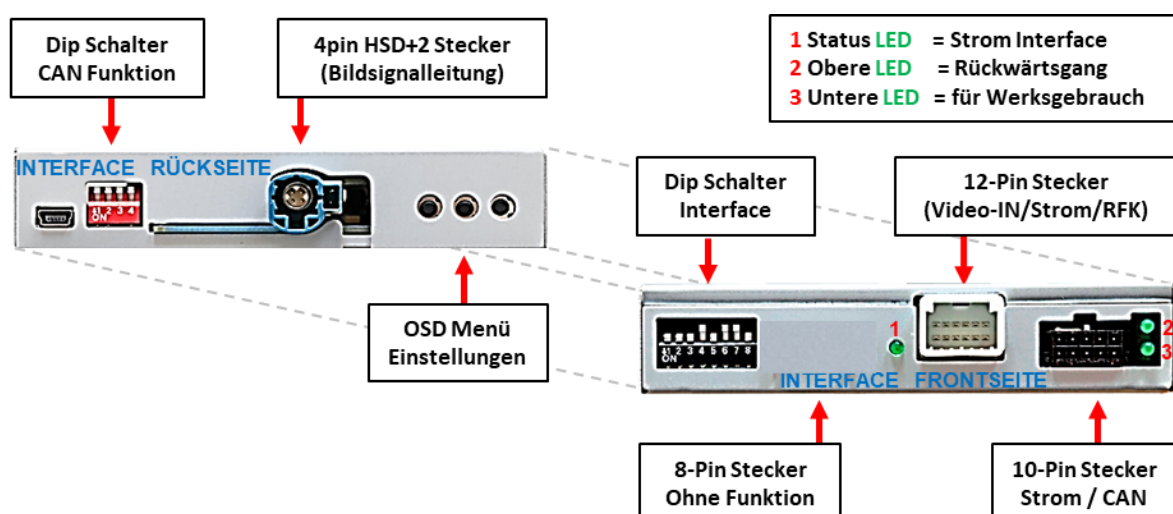 Dip Schalter
CAN Funktion
4pin HSD+2 Stecker
(Bildsignalleitung)
1 Status LED = Strom Interface
2 Obere LED = Rückwärtsgang
3 Untere LED = für Werksgebrauch
INTERFACE RÜCKSEITE
1 2 3 4
ON
Dip Schalter
Interface
12-Pin Stecker
(Video-IN/Strom/RFK)
OSD Menü
Einstellungen
1
2
3
1 2 3 4 5 6 7 8
ON
INTERFACE FRONTSEITE
8-Pin Stecker
Ohne Funktion
10-Pin Stecker
Strom / CAN